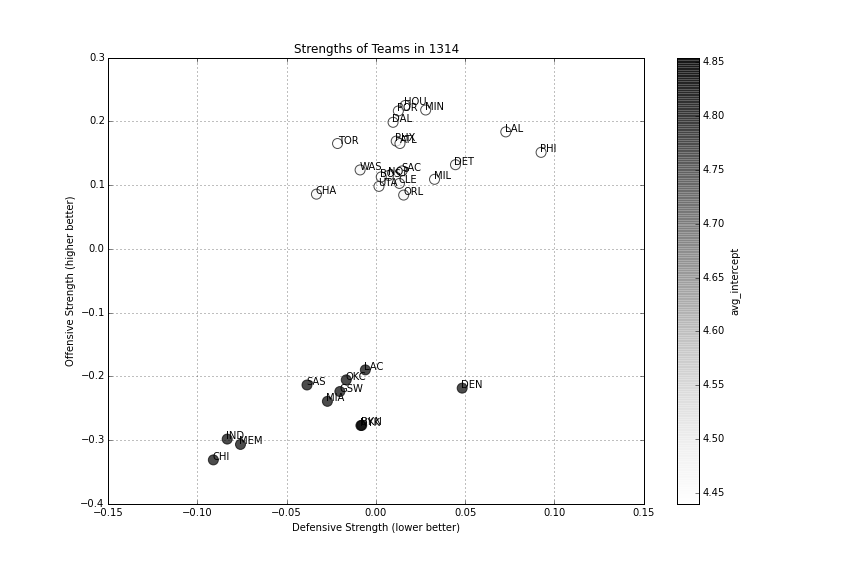 Strengths of Teams in 1314
0.3
0.2
0.1
0.0
−0.1
−0.2
−0.3
−0.4
Offensive Strength (higher better)
HOU
POR
MIN
DAL
LAL
PHX
ATL
TOR
PHI
DET
WAS
SAC
NOP
BOS
CLE
MIL
UTA
CHA
ORL
LAC
OKC
SAS
GSW
DEN
MIA
IND
MEM
CHI
−0.15
−0.10
−0.05
0.00
0.05
0.10
0.15
Defensive Strength (lower better)
4.85
4.80
4.75
4.70
4.65
4.60
4.55
4.50
4.45
avg_intercept